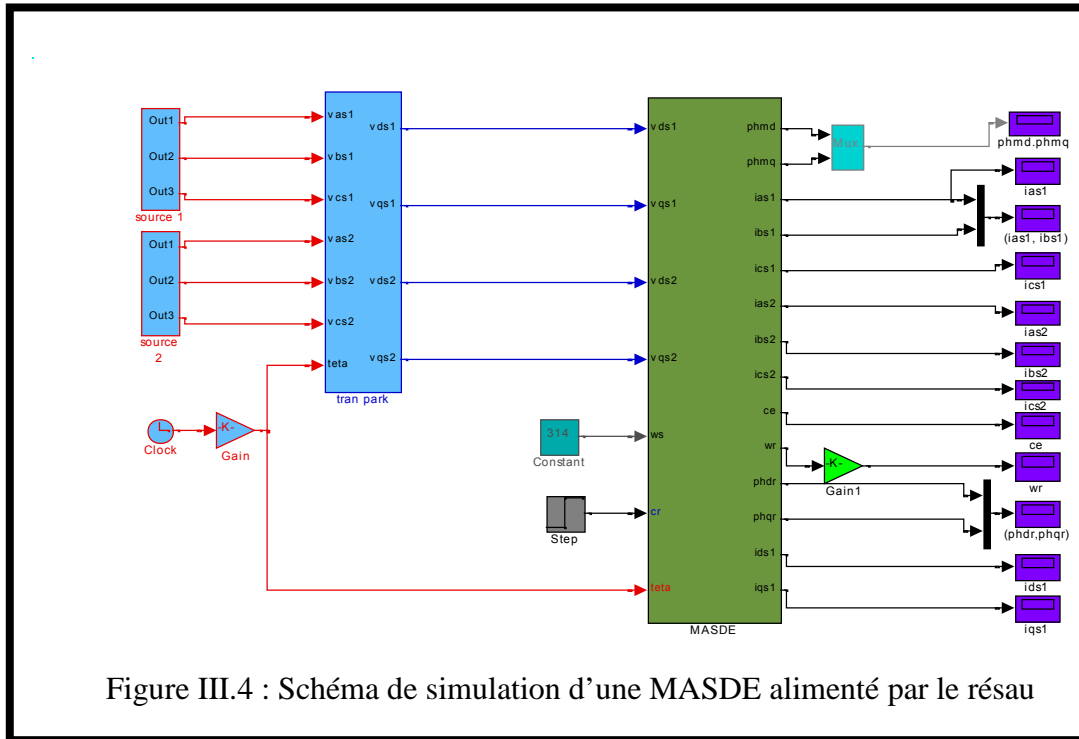 Out1
Out2
Out3
source 1
Out1
Out2
Out3
source
2
Clock
-K-
Gain
vas1
vbs1
vcs1
vas2
vbs2
vcs2
teta
vds1
vqs1
vds2
vqs2
tran park
314
Constant
Step
vds1
vqs1
vds2
vqs2
ws
cr
teta
phmd
phmq
ias1
ibs1
ics1
ias2
ibs2
ics2
ce
wr
phdr
phqr
ids1
iqs1
MASDE
Mux
-K-
Gain1
phmd.phmq
ias1
(ias1, ibs1)
ics1
ias2
ibs2
ics2
ce
wr
(phdr,phqr)
ids1
iqs1
Figure III.4 : Schéma de simulation d'une MASDE alimenté par le résau